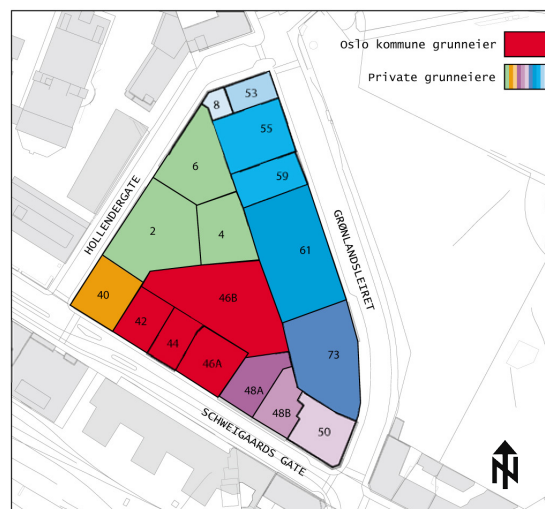 Oslo kommune grunneier
Private grunneiere
8
53
55
6
59
HOLLENDERGATE
GRØNLANDSLEIRET
2
4
61
40
46B
42
44
46A
73
48A
48B
50
SCHWEIGAARDS GATE
N